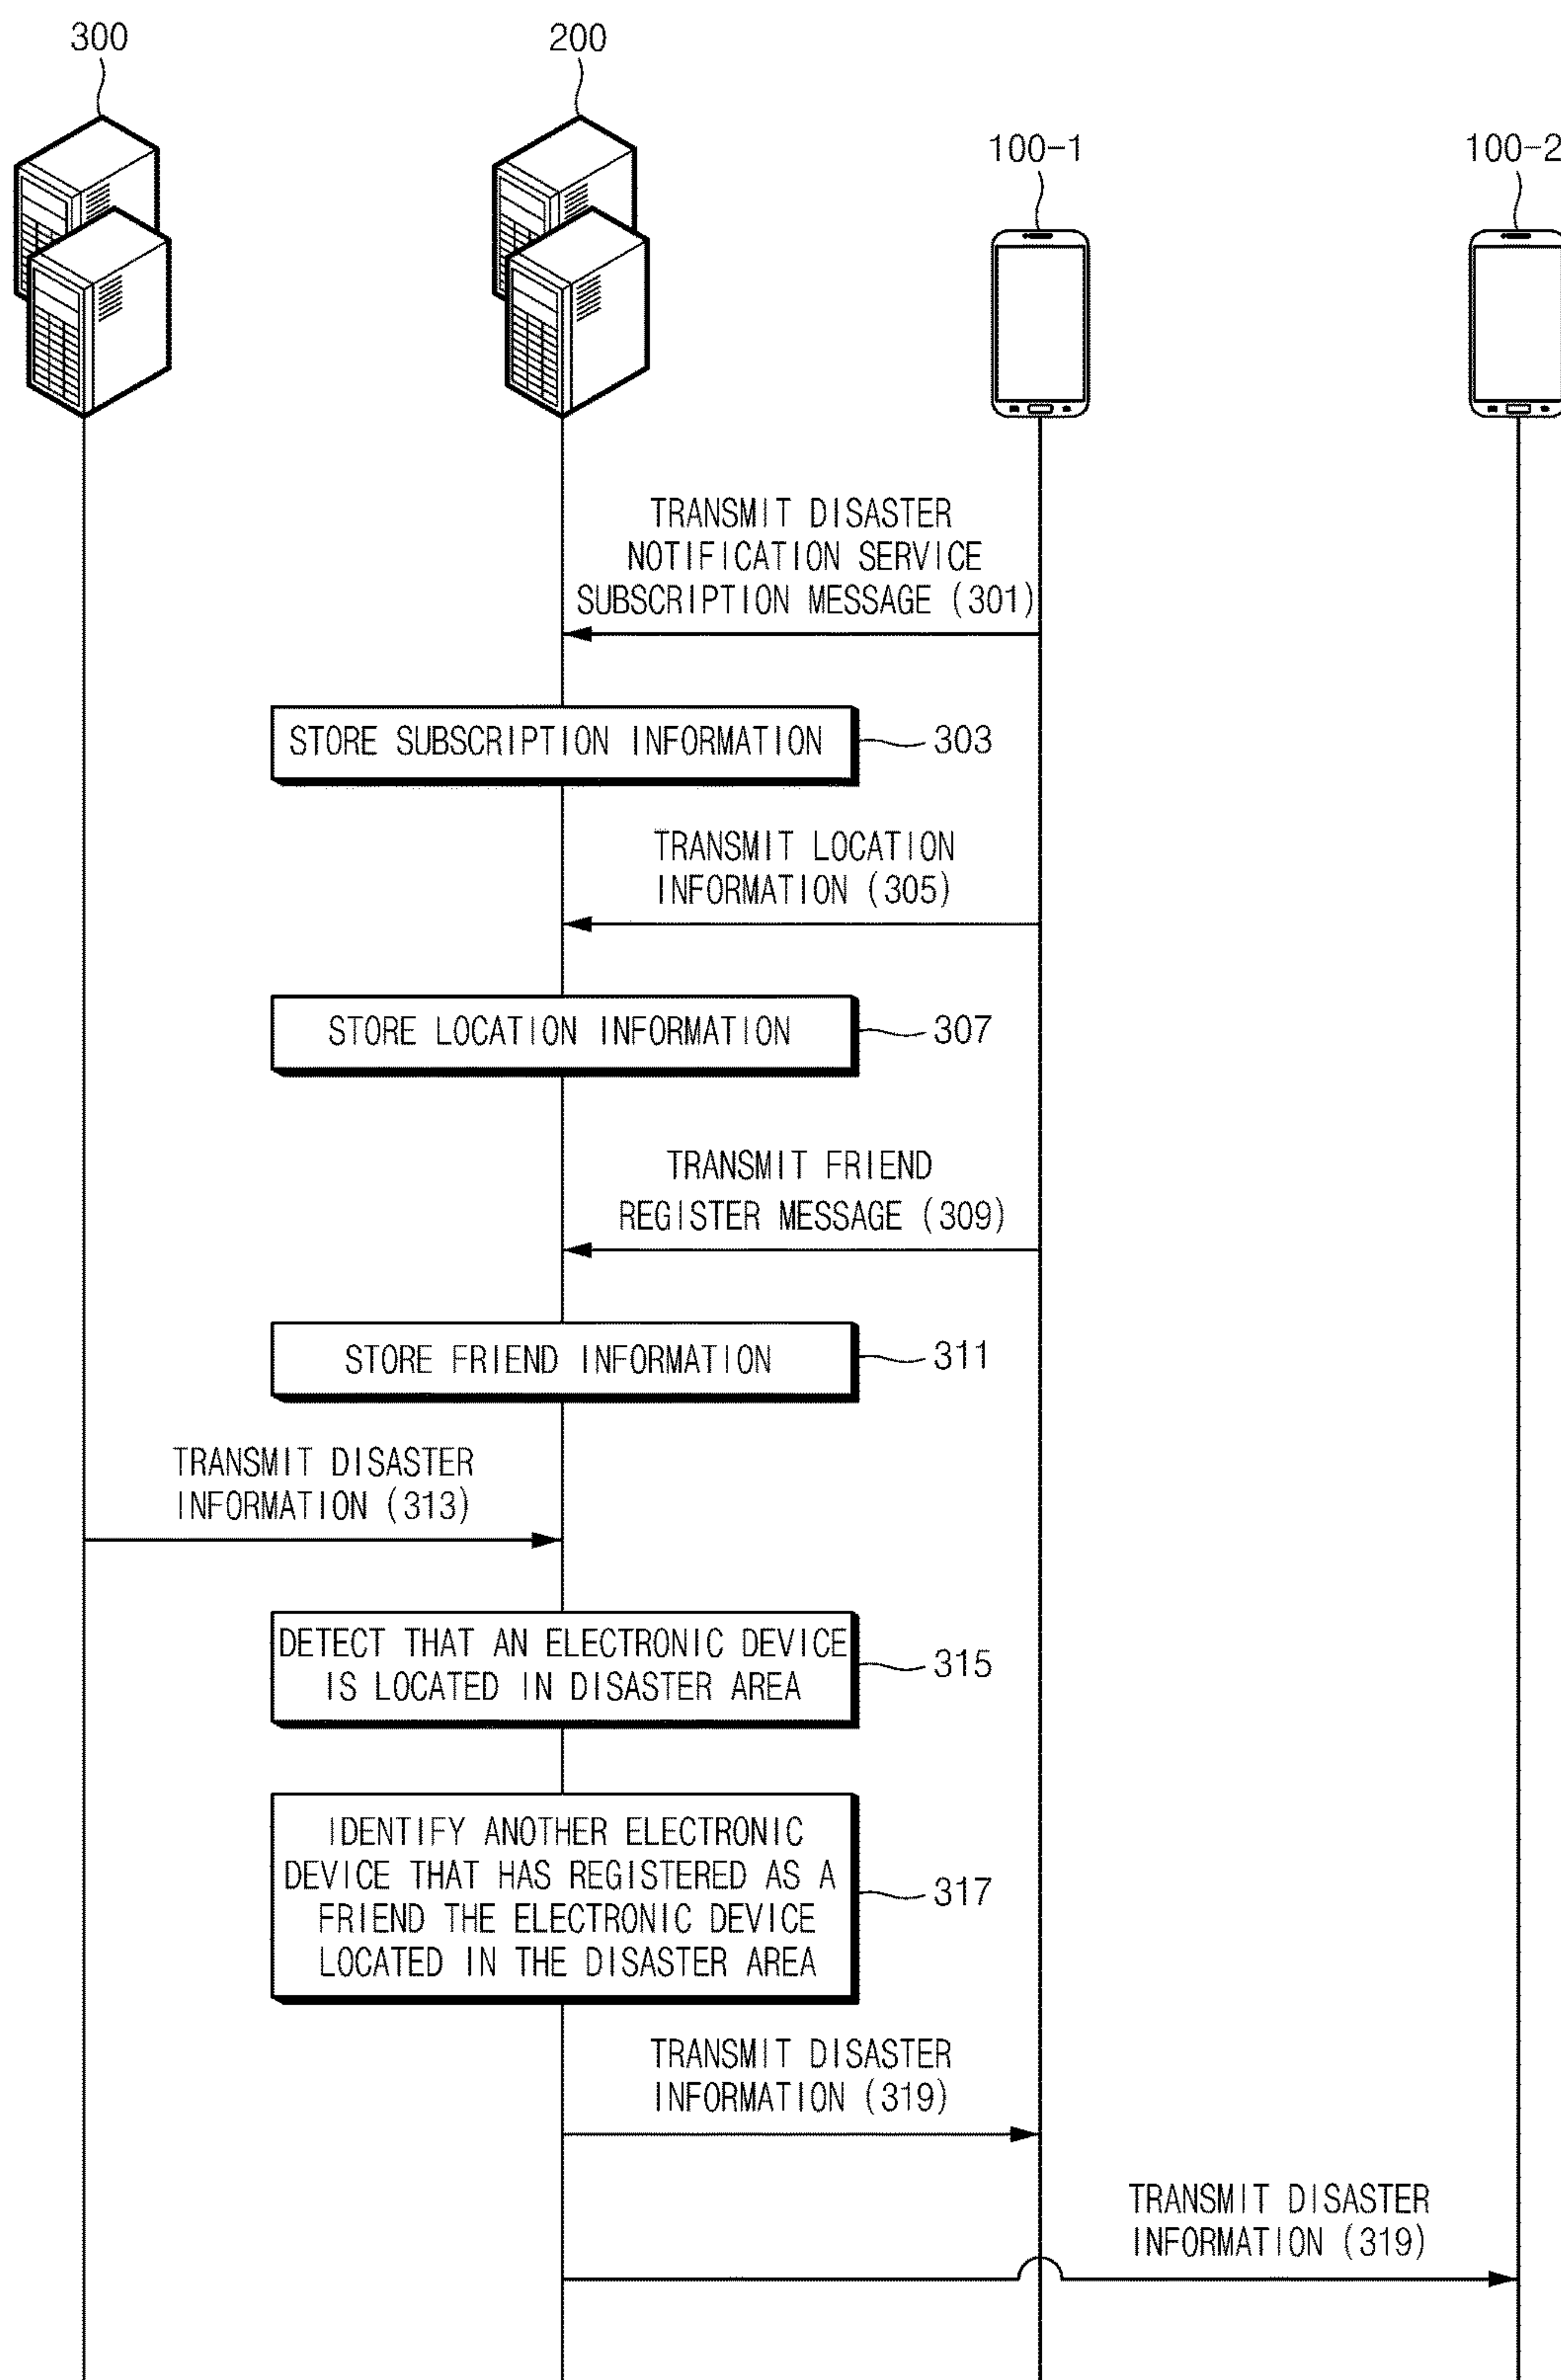 300
200
100-1
100-2
TRANSMIT DISASTER
NOTIFICATION SERVICE
SUBSCRIPTION MESSAGE (301)
STORE SUBSCRIPTION INFORMATION
303
TRANSMIT LOCATION
INFORMATION (305)
STORE LOCATION INFORMATION
307
TRANSMIT FRIEND
REGISTER MESSAGE (309)
STORE FRIEND INFORMATION
311
TRANSMIT DISASTER
INFORMATION (313)
DETECT THAT AN ELECTRONIC DEVICE
IS LOCATED IN DISASTER AREA
315
IDENTIFY ANOTHER ELECTRONIC
DEVICE THAT HAS REGISTERED AS A
FRIEND THE ELECTRONIC DEVICE
LOCATED IN THE DISASTER AREA
317
TRANSMIT DISASTER
INFORMATION (319)
TRANSMIT DISASTER
INFORMATION (319)